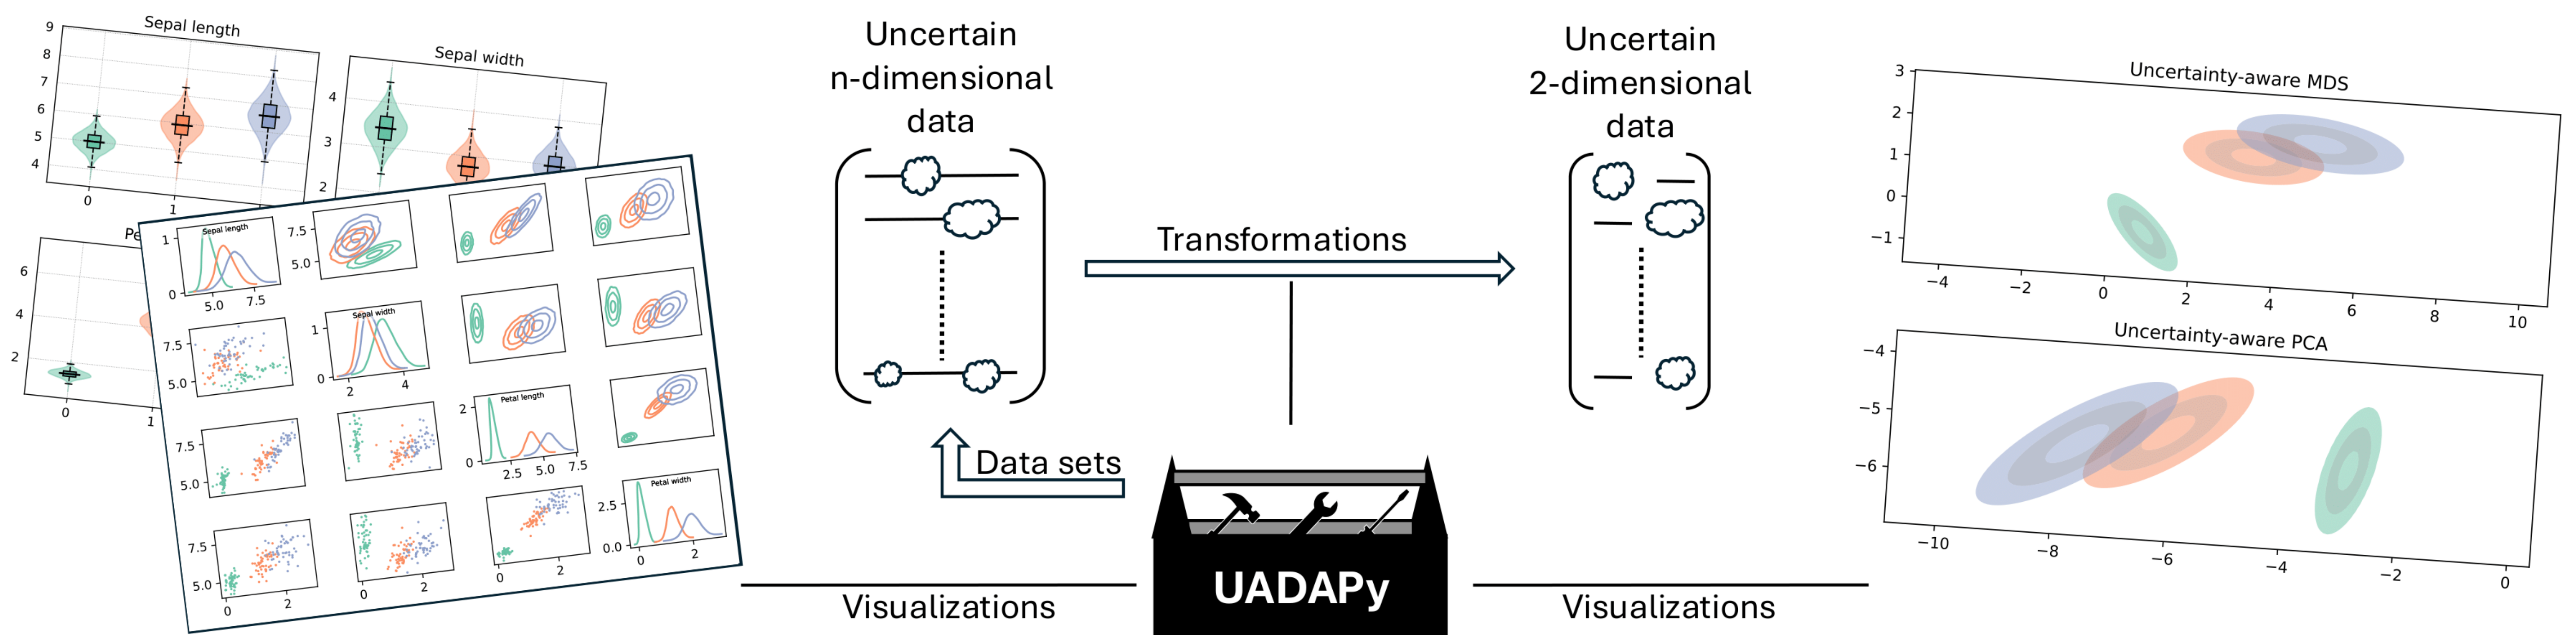 Sepal length
9
8
7
6
5
4
0
1
Sepal width
4
3
2
Pe
6
4
2
0
1
Sepal length
1
0
5.0 7.5
7.5
5.0
7.5
5.0
Sepal width
1
0
2 4
7.5
5.0
Petal length
2
0
2.5 5.0 7.5
7.5
5.0
0 2
0 2
0 2
Petal width
2.5
0.0
0 2
Uncertain
n-dimensional
data
Transformations
Data sets
Uncertain
2-dimensional
data
Visualizations
UADAPy
Visualizations
Uncertainty-aware MDS
3
2
1
0
−1
−4 −2 0 2 4 6 8 10
Uncertainty-aware PCA
−4
−5
−6
−10 −8 −6 −4 −2 0